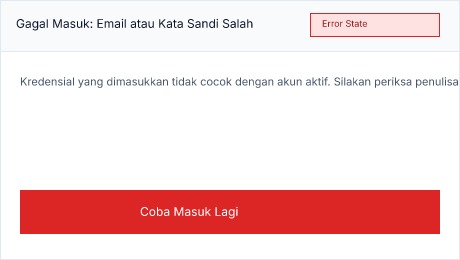 Gagal Masuk: Email atau Kata Sandi Salah
Error State
Kredensial yang dimasukkan tidak cocok dengan akun aktif. Silakan periksa penulisa
Coba Masuk Lagi